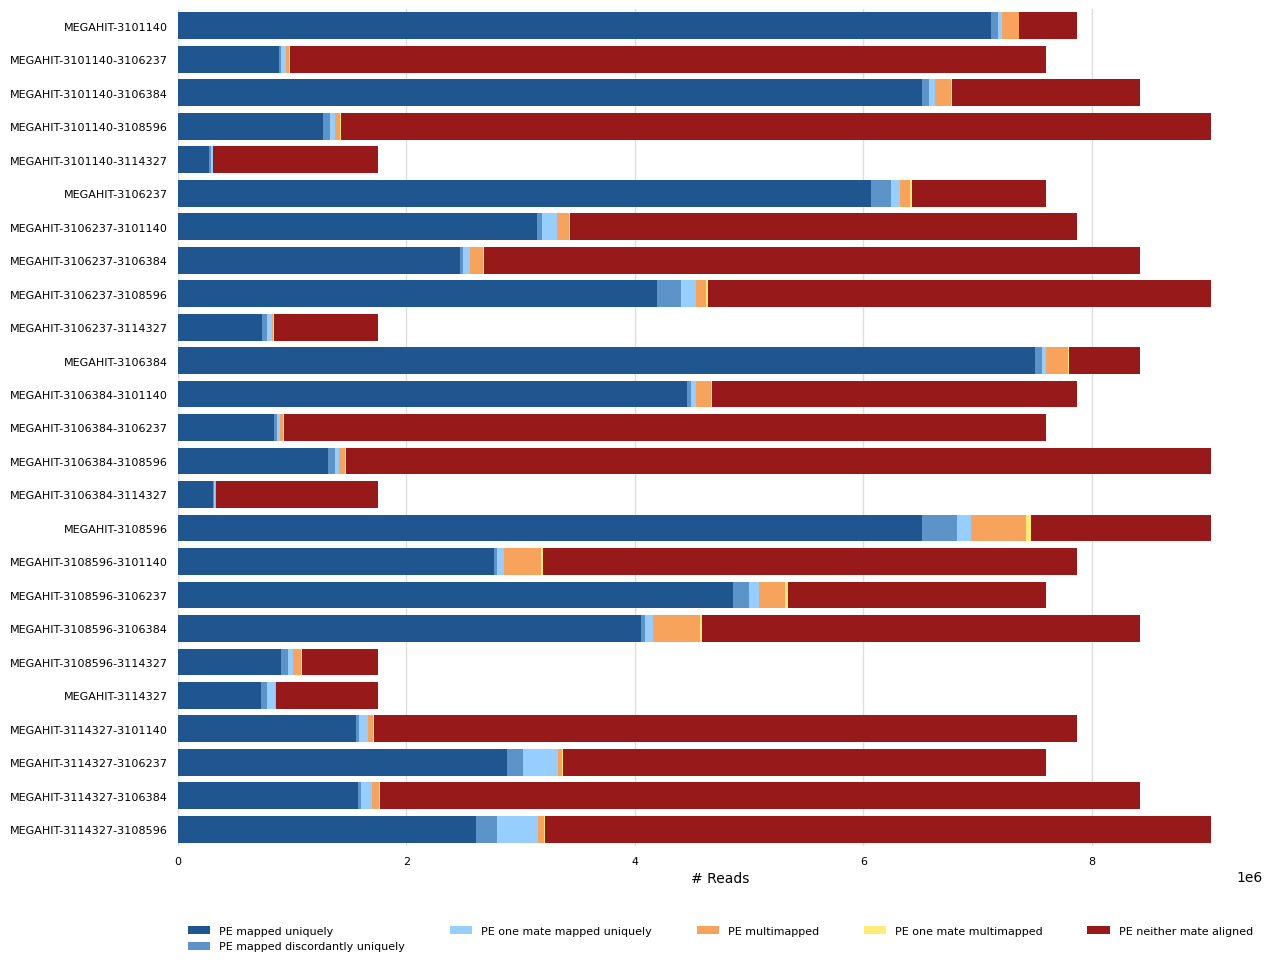 MEGAHIT-3101140
MEGAHIT-3101140-3106237
MEGAHIT-3101140-3106384
MEGAHIT-3101140-3108596
MEGAHIT-3101140-3114327
MEGAHIT-3106237
MEGAHIT-3106237-3101140
MEGAHIT-3106237-3106384
MEGAHIT-3106237-3108596
MEGAHIT-3106237-3114327
MEGAHIT-3106384
MEGAHIT-3106384-3101140
MEGAHIT-3106384-3106237
MEGAHIT-3106384-3108596
MEGAHIT-3106384-3114327
MEGAHIT-3108596
MEGAHIT-3108596-3101140
MEGAHIT-3108596-3106237
MEGAHIT-3108596-3106384
MEGAHIT-3108596-3114327
MEGAHIT-3114327
MEGAHIT-3114327-3101140
MEGAHIT-3114327-3106237
MEGAHIT-3114327-3106384
MEGAHIT-3114327-3108596
0 2 4 6 8
# Reads
1e6
PE mapped uniquely
PE mapped discordantly uniquely
PE one mate mapped uniquely
PE multimapped
PE one mate multimapped
PE neither mate aligned